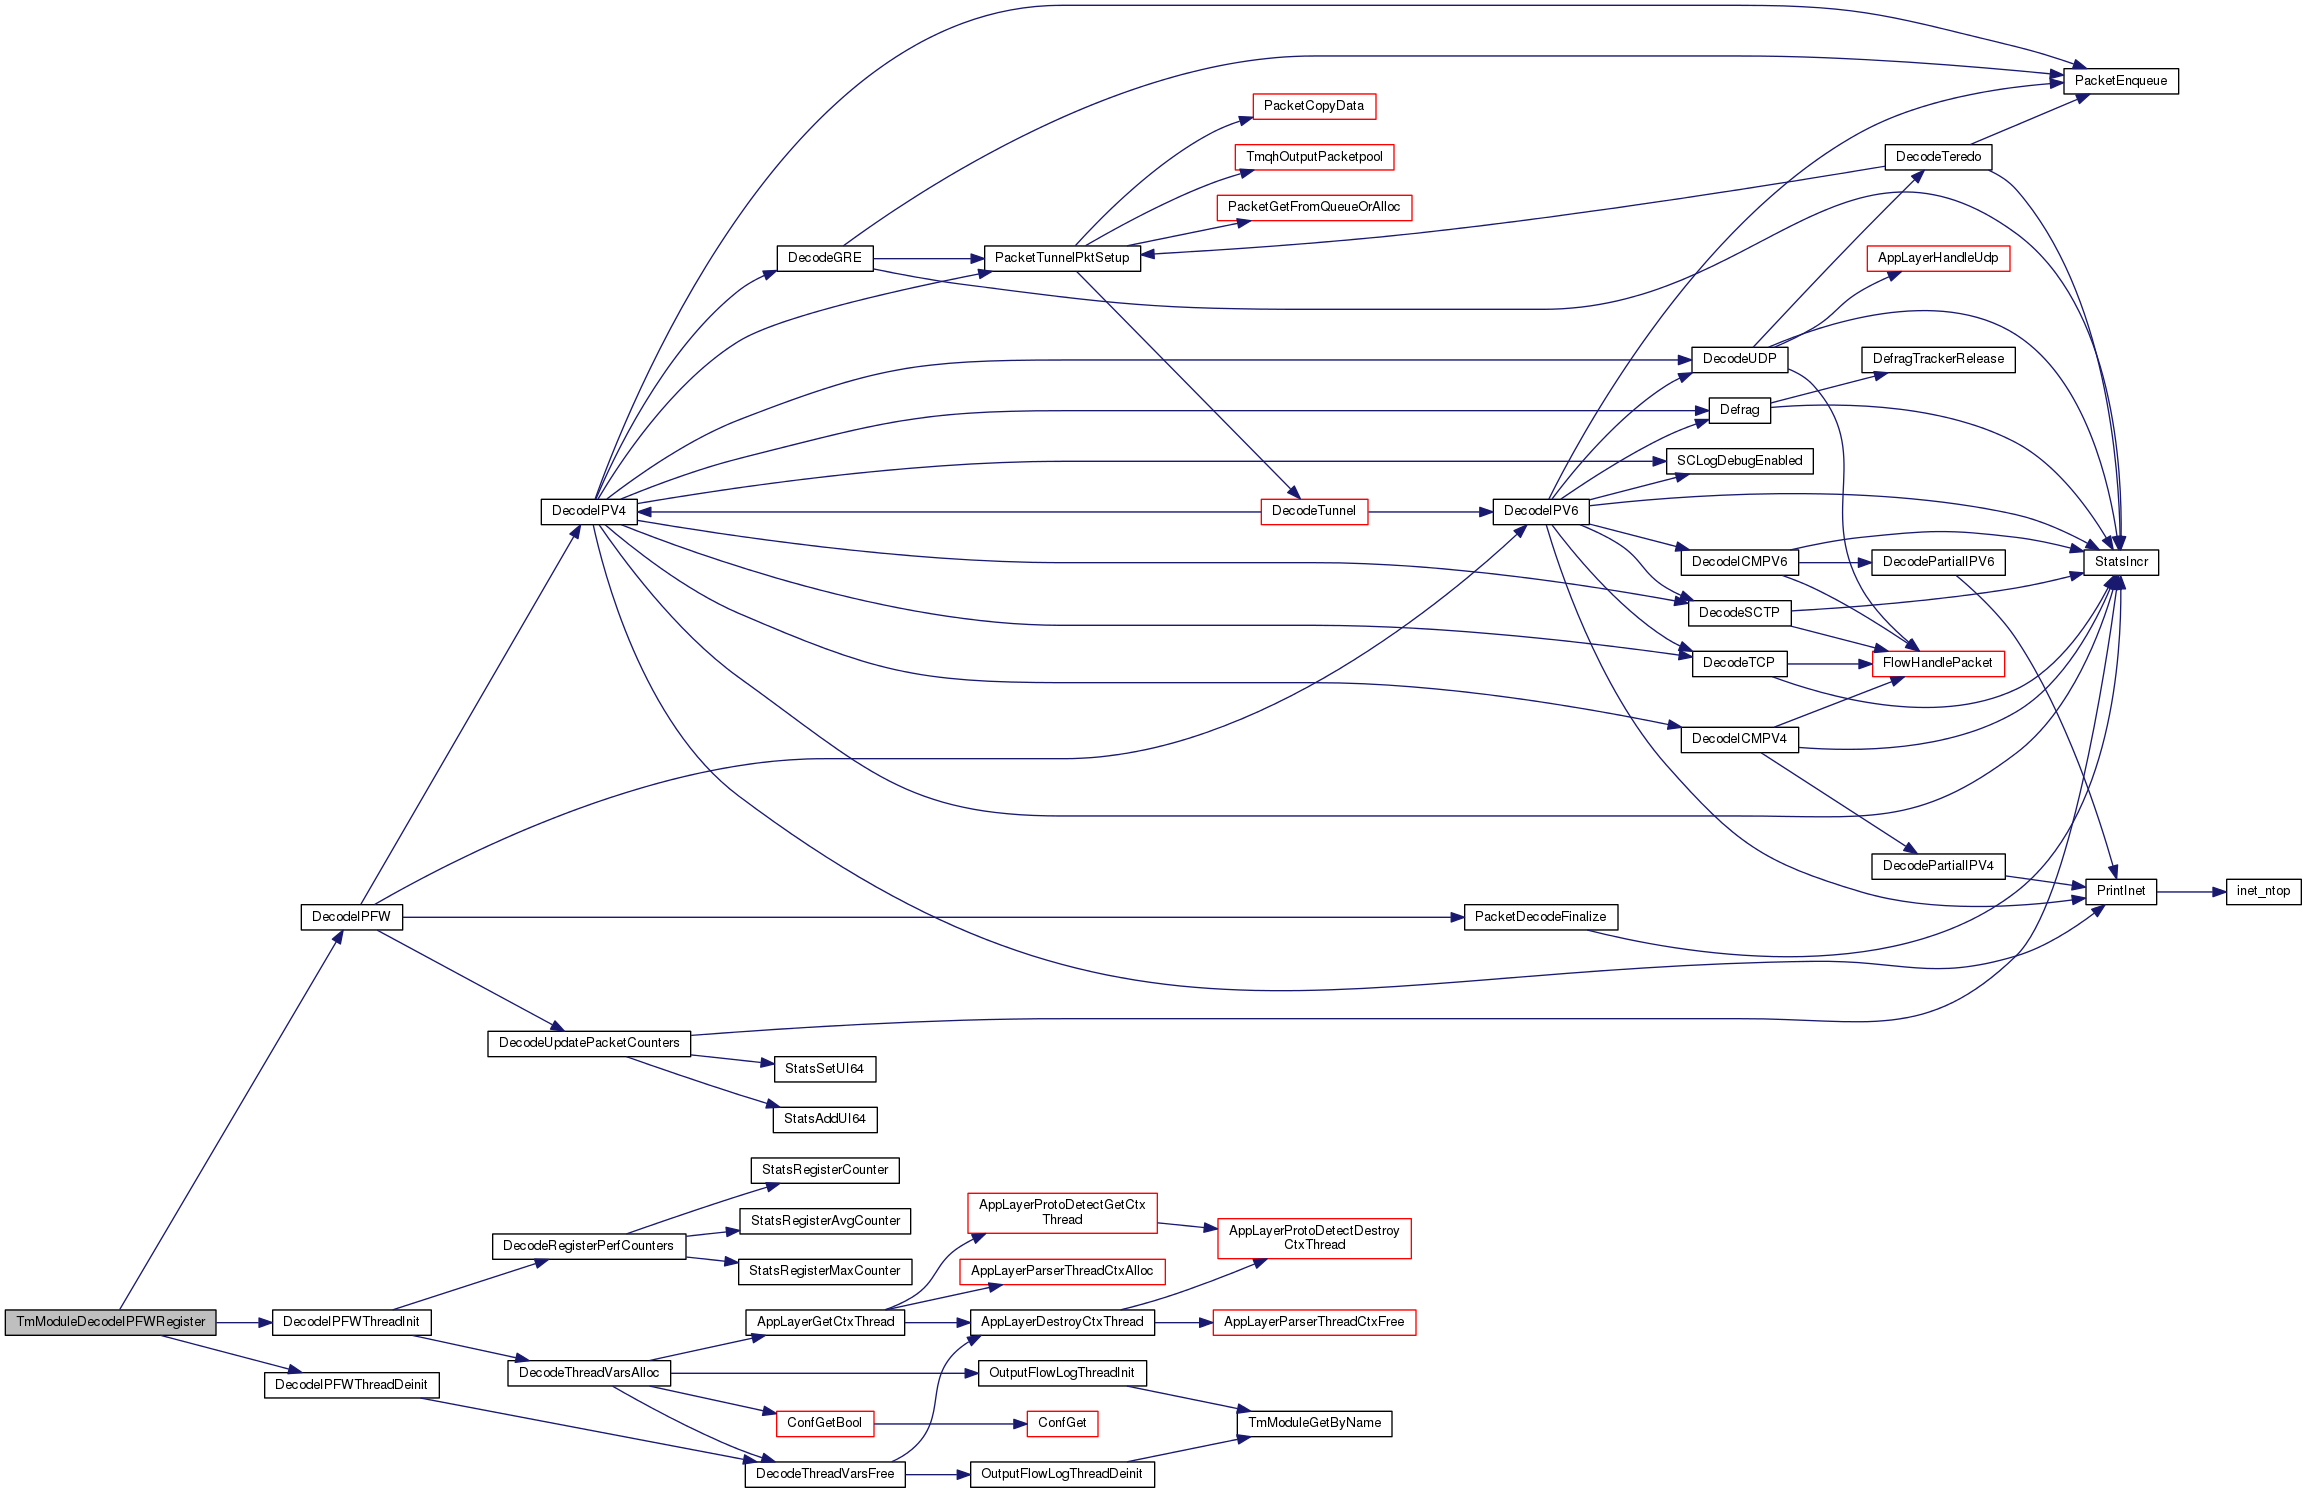 PacketEnqueue
PacketCopyData
TmqhOutputPacketpool
DecodeTeredo
PacketGetFromQueueOrAlloc
DecodeGRE
PacketTunnelPktSetup
AppLayerHandleUdp
DecodeUDP
DefragTrackerRelease
Defrag
SCLogDebugEnabled
DecodeIPV4
DecodeTunnel
DecodeIPV6
DecodeICMPV6
DecodePartialIPV6
StatsIncr
DecodeSCTP
DecodeTCP
FlowHandlePacket
DecodeICMPV4
DecodePartialIPV4
PrintInet
inet_ntop
DecodeIPFW
PacketDecodeFinalize
DecodeUpdatePacketCounters
StatsSetUI64
StatsAddUI64
StatsRegisterCounter
AppLayerProtoDetectGetCtx
Thread
StatsRegisterAvgCounter
AppLayerProtoDetectDestroy
CtxThread
DecodeRegisterPerfCounters
StatsRegisterMaxCounter
AppLayerParserThreadCtxAlloc
TmModuleDecodeIPFWRegister
DecodeIPFWThreadInit
AppLayerGetCtxThread
AppLayerDestroyCtxThread
AppLayerParserThreadCtxFree
DecodeThreadVarsAlloc
OutputFlowLogThreadInit
DecodeIPFWThreadDeinit
ConfGetBool
ConfGet
TmModuleGetByName
DecodeThreadVarsFree
OutputFlowLogThreadDeinit